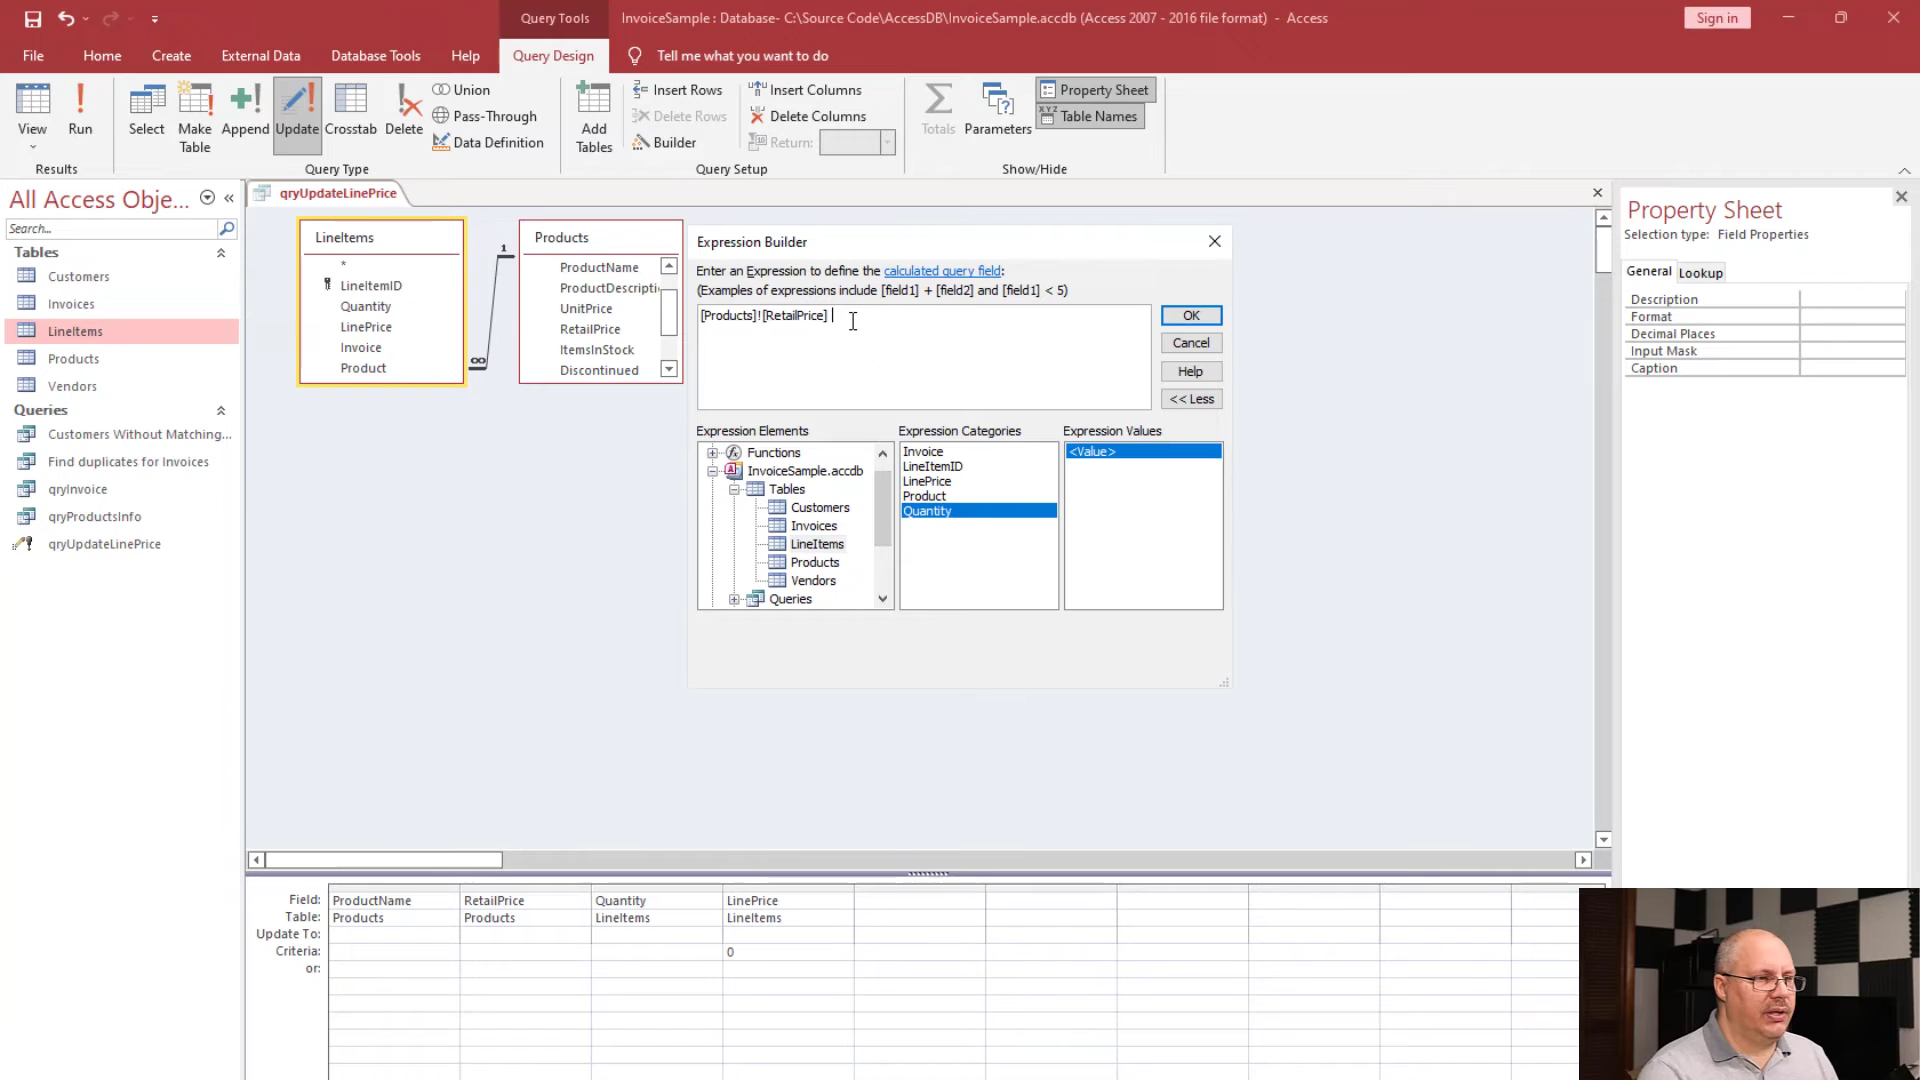 Query Tools
InvoiceSample : Database- C:\Source Code\AccessDB\InvoiceSample.accdb (Access 2007 - 2016 file format) - Access
Sign in
File
Home
Create
External Data
Database Tools
Help
Query Design
Tell me what you want to do
View
Run
Results
Select
Make Table
Append
Update
Crosstab
Delete
Union
Pass-Through
Data Definition
Query Type
Add Tables
Insert Rows
Delete Rows
Builder
Insert Columns
Delete Columns
Return:
Query Setup
Totals
Parameters
Property Sheet
XYZ Table Names
Show/Hide
All Access Obje...
Search...
Tables
Customers
Invoices
LineItems
Products
Vendors
Queries
Customers Without Matching...
Find duplicates for Invoices
qryInvoice
qryProductsInfo
qryUpdateLinePrice
qryUpdateLinePrice
LineItems
*
LineItemID
Quantity
LinePrice
Invoice
Product
1
∞
Products
ProductName
ProductDescripti
UnitPrice
RetailPrice
ItemsInStock
Discontinued
Expression Builder
Enter an Expression to define the calculated query field:
(Examples of expressions include [field1] + [field2] and [field1] < 5)
[Products]![RetailPrice]
OK
Cancel
Help
<< Less
Expression Elements
Functions
InvoiceSample.accdb
Tables
Customers
Invoices
LineItems
Products
Vendors
Queries
Expression Categories
Invoice
LineItemID
LinePrice
Product
Quantity
Expression Values
<Value>
Property Sheet
Selection type: Field Properties
General
Lookup
Description
Format
Decimal Places
Input Mask
Caption
Field: ProductName RetailPrice Quantity LinePrice
Table: Products Products LineItems LineItems
Update To:
Criteria: 0
or: